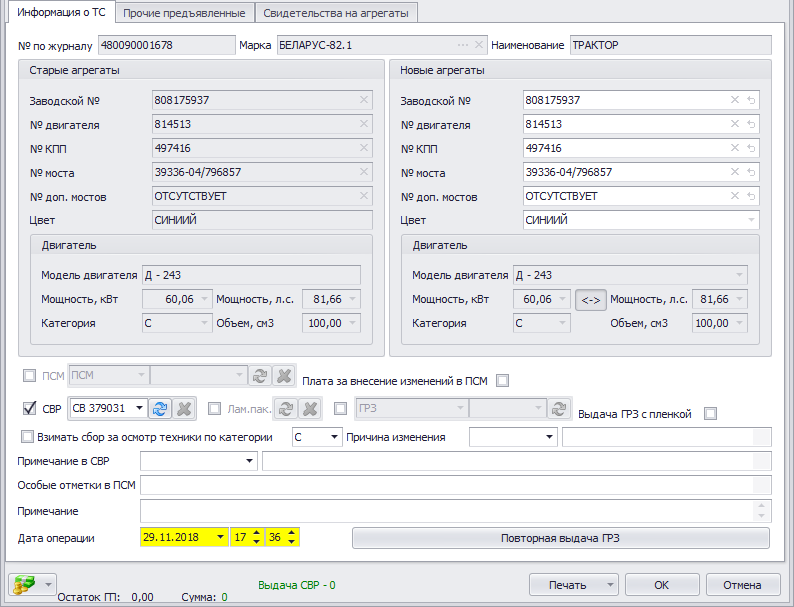 Информация о ТС Прочие предъявленные Свидетельства на агрегаты
№ по журналу 480090001678 Марка БЕЛАРУС-82.1 Наименование ТРАКТОР
Старые агрегаты
Заводской № 808175937
№ двигателя 814513
№ КПП 497416
№ моста 39336-04/796857
№ доп. мостов ОТСУТСТВУЕТ
Цвет СИНИИЙ
Двигатель
Модель двигателя Д - 243
Мощность, кВт 60,06 Мощность, л.с. 81,66
Категория C Объем, см3 100,00
Новые агрегаты
Заводской № 808175937
№ двигателя 814513
№ КПП 497416
№ моста 39336-04/796857
№ доп. мостов ОТСУТСТВУЕТ
Цвет СИНИИЙ
Двигатель
Модель двигателя Д - 243
Мощность, кВт 60,06 <-> Мощность, л.с. 81,66
Категория C Объем, см3 100,00
ПСМ ПСМ Плата за внесение изменений в ПСМ
СВР СВ 379031 Лам.пак. ГРЗ Выдача ГРЗ с пленкой
Взимать сбор за осмотр техники по категории C Причина изменения
Примечание в СВР
Особые отметки в ПСМ
Примечание
Дата операции 29.11.2018 17 36 Повторная выдача ГРЗ
Остаток ГП: 0,00 Сумма: 0 Выдача СВР - 0 Печать ОК Отмена